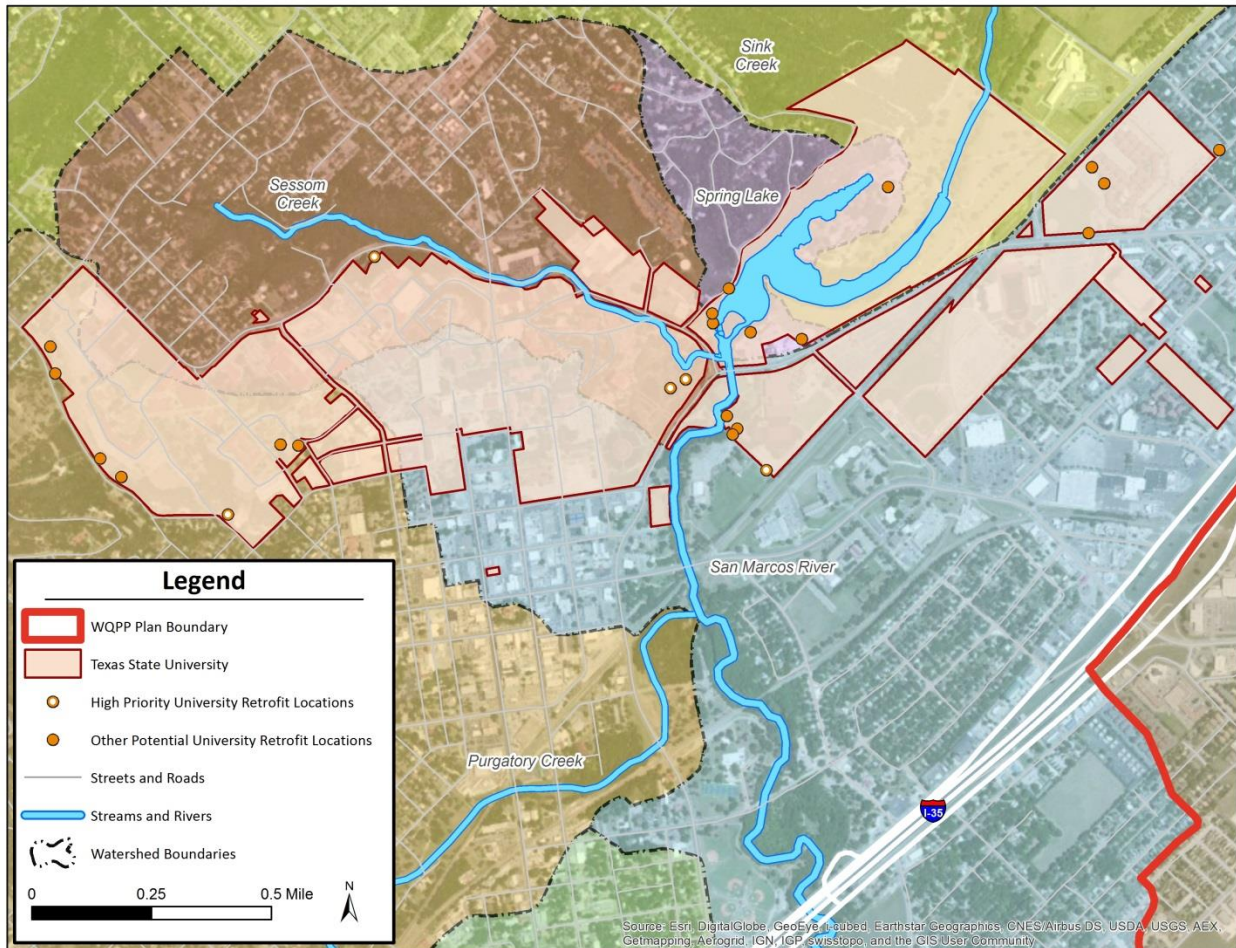 Sink
Creek
Sessom
Creek
Spring Lake
San Marcos River
Purgatory Creek
I-35
Legend
WQPP Plan Boundary
Texas State University
High Priority University Retrofit Locations
Other Potential University Retrofit Locations
Streets and Roads
Streams and Rivers
Watershed Boundaries
0 0.25 0.5 Mile
N
Source: Esri, DigitalGlobe, GeoEye, i-cubed, Earthstar Geographics, CNES/Airbus DS, USDA, USGS, AEX,
Getmapping, Aerogrid, IGN, IGP, swisstopo, and the GIS User Community